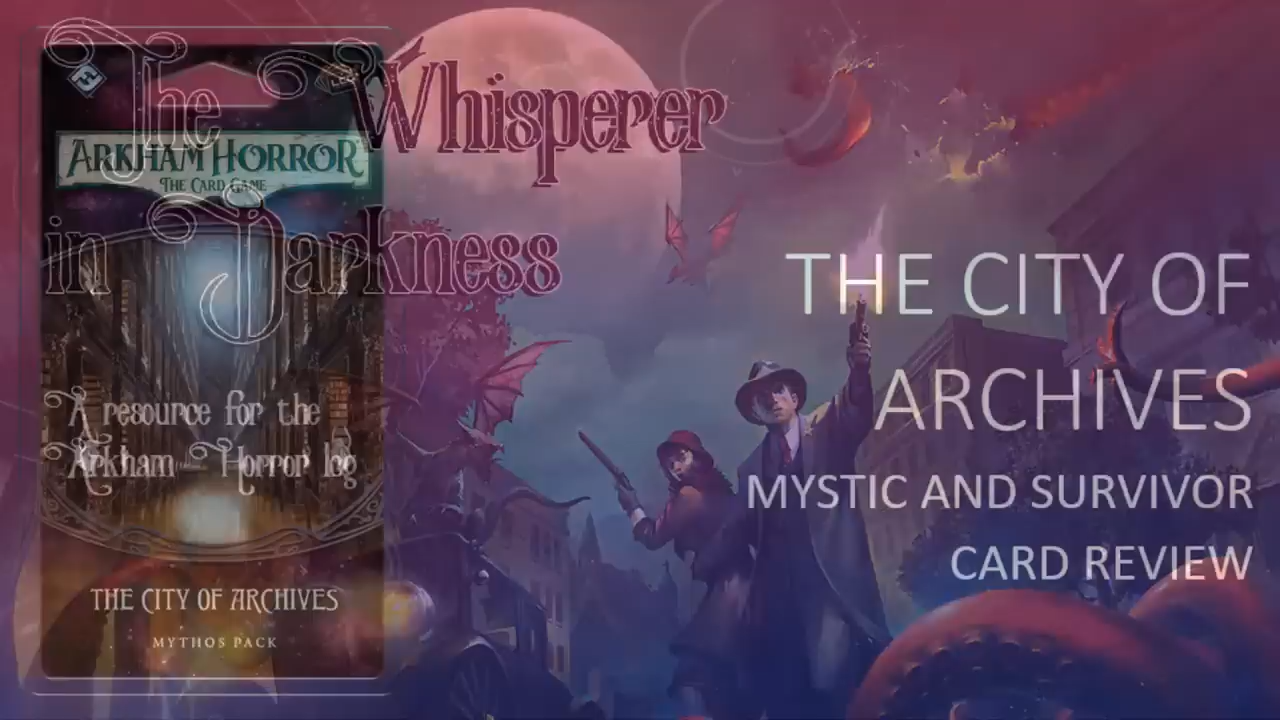 The Whisperer
in Darkness
A resource for the
Arkham Horror lcg
ARKHAM HORROR
THE CARD GAME
THE CITY OF ARCHIVES
MYTHOS PACK
THE CITY OF
ARCHIVES
MYSTIC AND SURVIVOR
CARD REVIEW